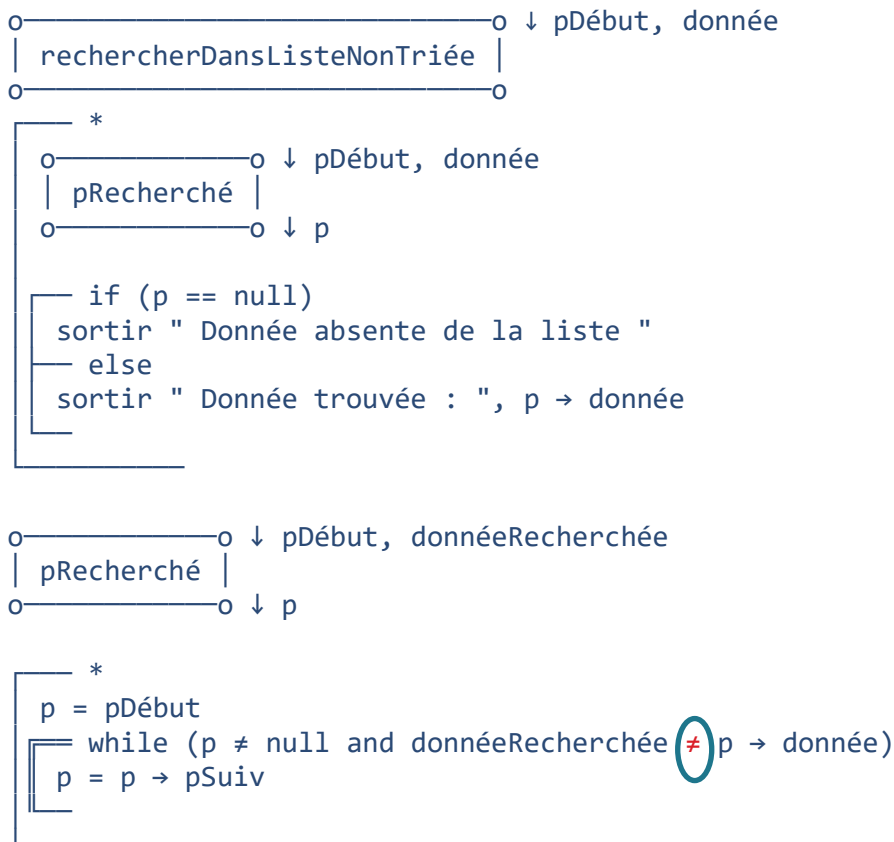 o─────────────────────────────o ↓ pDébut, donnée
│ rechercherDansListeNonTriée │
o─────────────────────────────o
┌─── *
│ o────────────o ↓ pDébut, donnée
│ │ pRecherché │
│ o────────────o ↓ p
│
│┌── if (p == null)
││ sortir " Donnée absente de la liste "
│├── else
││ sortir " Donnée trouvée : ", p → donnée
│└──
└──────────
o────────────o ↓ pDébut, donnéeRecherchée
│ pRecherché │
o────────────o ↓ p
┌─── *
│ p = pDébut
│╔══ while (p ≠ null and donnéeRecherchée ≠ p → donnée)
│║ p = p → pSuiv
│╙──
│